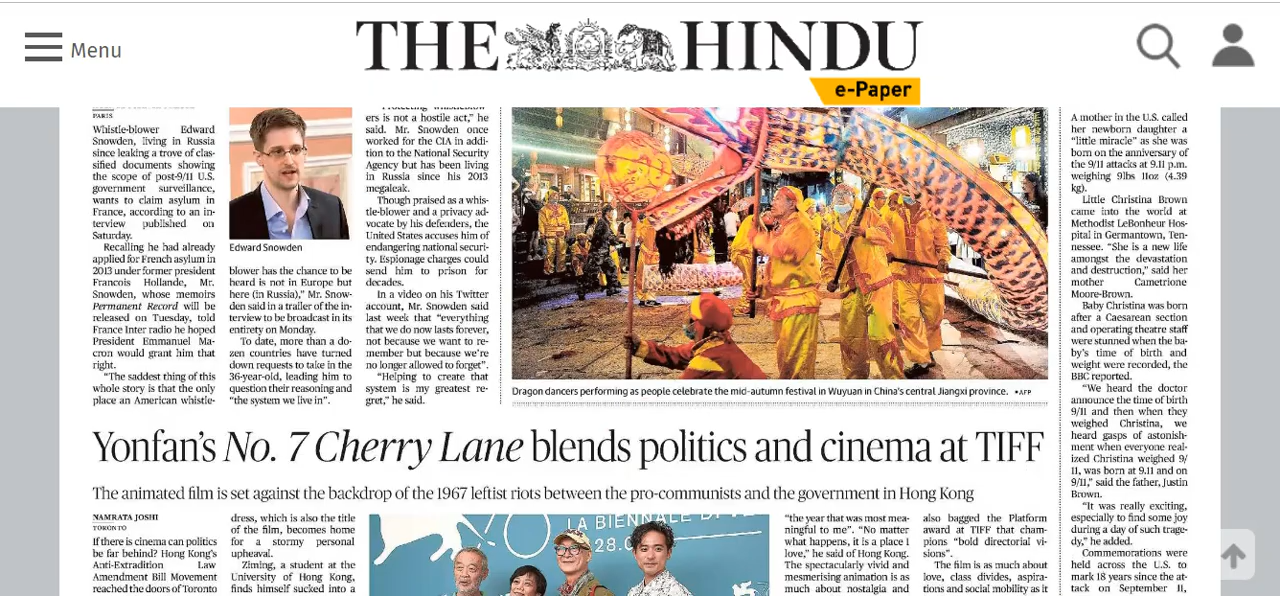 Menu
THE HINDU
e-Paper
PARIS
Whistle-blower Edward
Snowden, living in Russia
since leaking a trove of clas-
sified documents showing
the scope of post-9/11 U.S.
government surveillance,
wants to claim asylum in
France, according to an in-
terview published on
Saturday.
Recalling he had already
applied for French asylum in
2013 under former president
Francois Hollande, Mr.
Snowden, whose memoirs
Permanent Record will be
released on Tuesday, told
France Inter radio he hoped
President Emmanuel Ma-
cron would grant him that
right.
“The saddest thing of this
whole story is that the only
place an American whistle-
Edward Snowden
blower has the chance to be
heard is not in Europe but
here (in Russia),” Mr. Snow-
den said in a trailer of the in-
terview to be broadcast in its
entirety on Monday.
To date, more than a do-
zen countries have turned
down requests to take in the
36-year-old, leading him to
question their reasoning and
“the system we live in”.
“Protecting whistleblow-
ers is not a hostile act,” he
said. Mr. Snowden once
worked for the CIA in addi-
tion to the National Security
Agency but has been living
in Russia since his 2013
megaleak.
Though praised as a whis-
tle-blower and a privacy ad-
vocate by his defenders, the
United States accuses him of
endangering national securi-
ty. Espionage charges could
send him to prison for
decades.
In a video on his Twitter
account, Mr. Snowden said
last week that “everything
that we do now lasts forever,
not because we want to re-
member but because we’re
no longer allowed to forget”.
“Helping to create that
system is my greatest re-
gret,” he said.
Dragon dancers performing as people celebrate the mid-autumn festival in Wuyuan in China's central Jiangxi province. •AFP
A mother in the U.S. called
her newborn daughter a
“little miracle” as she was
born on the anniversary of
the 9/11 attacks at 9.11 p.m.
weighing 9lbs 11oz (4.39
kg).
Little Christina Brown
came into the world at
Methodist LeBonheur Hos-
pital in Germantown, Ten-
nessee. “She is a new life
amongst the devastation
and destruction,” said her
mother Cametrione
Moore-Brown.
Baby Christina was born
after a Caesarean section
and operating theatre staff
were stunned when the ba-
by’s time of birth and
weight were recorded, the
BBC reported.
“We heard the doctor
announce the time of birth
9/11 and then when they
weighed Christina, we
heard gasps of astonish-
ment when everyone real-
ized Christina weighed 9/
11, was born at 9.11 and on
9/11,” said the father, Justin
Brown.
“It was really exciting,
especially to find some joy
during a day of such trage-
dy,” he added.
Commemorations were
held across the U.S. to
mark 18 years since the at-
tack on September 11,
Yonfan’s No. 7 Cherry Lane blends politics and cinema at TIFF
The animated film is set against the backdrop of the 1967 leftist riots between the pro-communists and the government in Hong Kong
NAMRATA JOSHI
TORONTO
If there is cinema can politics
be far behind? Hong Kong’s
Anti-Extradition Law
Amendment Bill Movement
reached the doors of Toronto
dress, which is also the title
of the film, becomes home
for a stormy personal
upheaval.
Ziming, a student at the
University of Hong Kong,
finds himself sucked into a
LA BIENNALE DI VE
28.0
“the year that was most mea-
ningful to me”. “No matter
what happens, it is a place I
love,” he said of Hong Kong.
The spectacularly vivid and
mesmerising animation is as
much about nostalgia and
also bagged the Platform
award at TIFF that cham-
pions “bold directorial vi-
sions”.
The film is as much about
love, class divides, aspira-
tions and social mobility as it